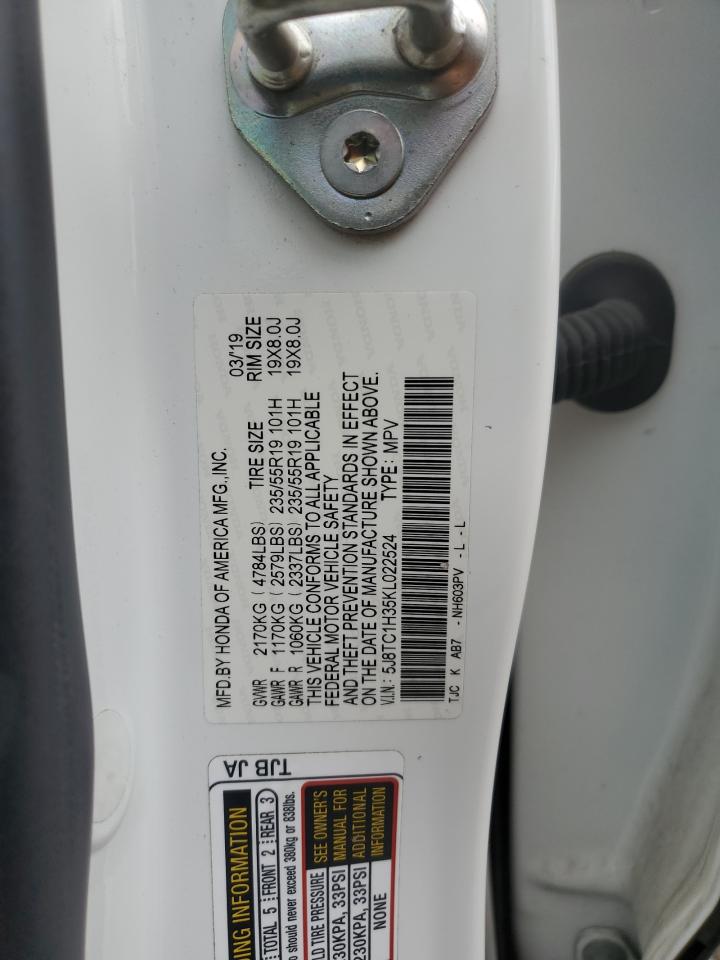 MFD.BY HONDA OF AMERICA MFG.,INC. 03/'19
GVWR 2170KG (4784LBS) TIRE SIZE RIM SIZE
GAWR F 1170KG (2579LBS) 235/55R19 101H 19X8.0J
GAWR R 1060KG (2337LBS) 235/55R19 101H 19X8.0J
THIS VEHICLE CONFORMS TO ALL APPLICABLE
FEDERAL MOTOR VEHICLE SAFETY
AND THEFT PREVENTION STANDARDS IN EFFECT
ON THE DATE OF MANUFACTURE SHOWN ABOVE.
V.I.N.: 5J8TC1H35KL022524 TYPE: MPV
TJC K AB7 - NH603PV - L - L
TJB JA
DING INFORMATION
TOTAL 5 FRONT 2 REAR 3
o should never exceed 380kg or 838lbs.
LD TIRE PRESSURE SEE OWNER'S
230KPA, 33PSI MANUAL FOR
230KPA, 33PSI ADDITIONAL
NONE INFORMATION